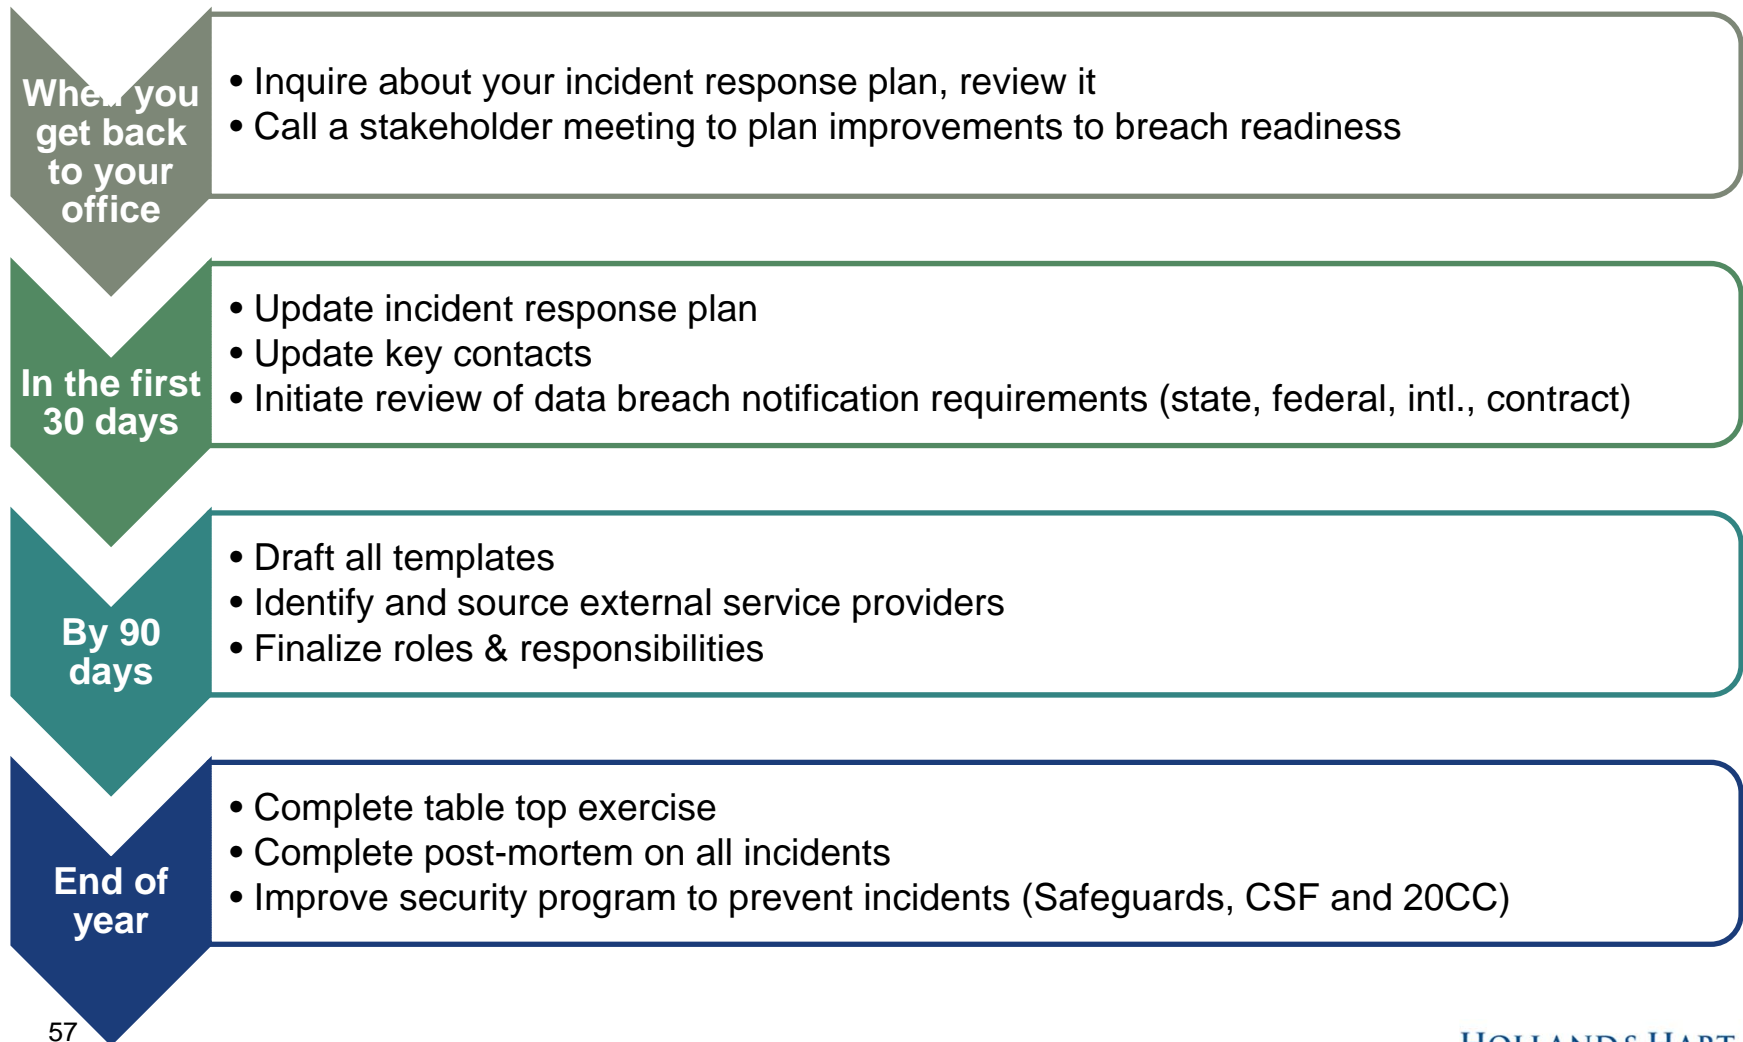 When you
get back
to your
office
• Inquire about your incident response plan, review it
• Call a stakeholder meeting to plan improvements to breach readiness
In the first
30 days
• Update incident response plan
• Update key contacts
• Initiate review of data breach notification requirements (state, federal, intl., contract)
By 90
days
• Draft all templates
• Identify and source external service providers
• Finalize roles & responsibilities
End of
year
• Complete table top exercise
• Complete post-mortem on all incidents
• Improve security program to prevent incidents (Safeguards, CSF and 20CC)
57
HOLLAND & HART